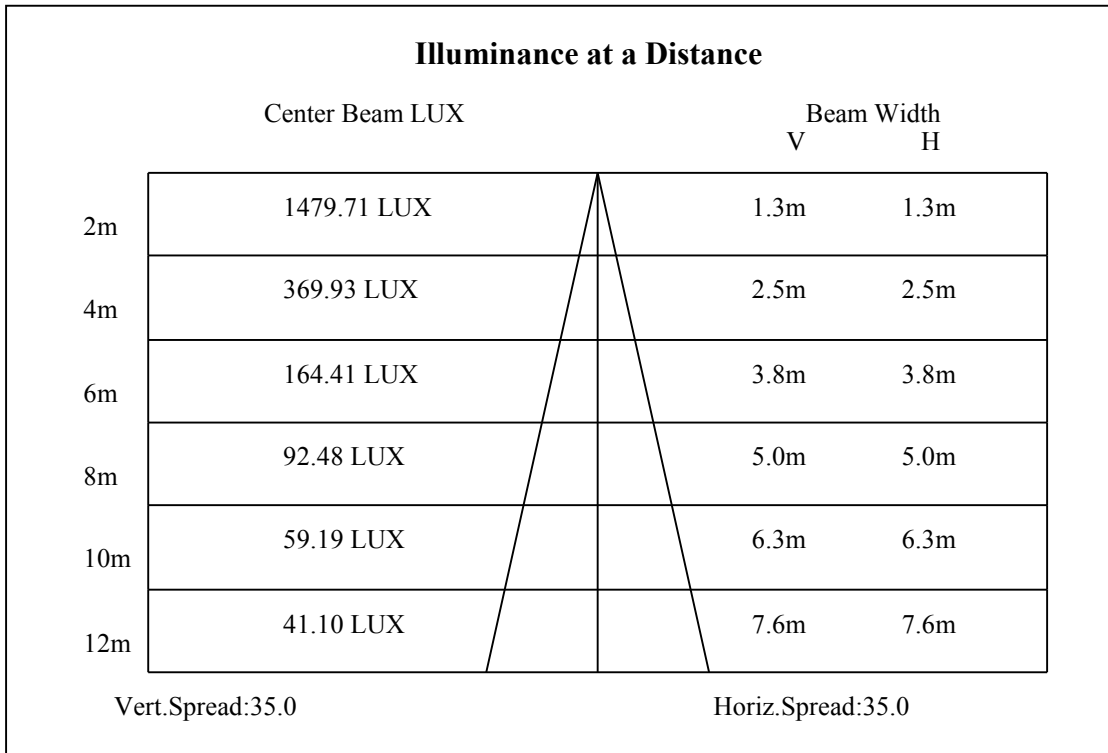 Illuminance at a Distance
Center Beam LUX Beam Width
V H
2m 1479.71 LUX 1.3m 1.3m
4m 369.93 LUX 2.5m 2.5m
6m 164.41 LUX 3.8m 3.8m
8m 92.48 LUX 5.0m 5.0m
10m 59.19 LUX 6.3m 6.3m
12m 41.10 LUX 7.6m 7.6m
Vert.Spread:35.0 Horiz.Spread:35.0